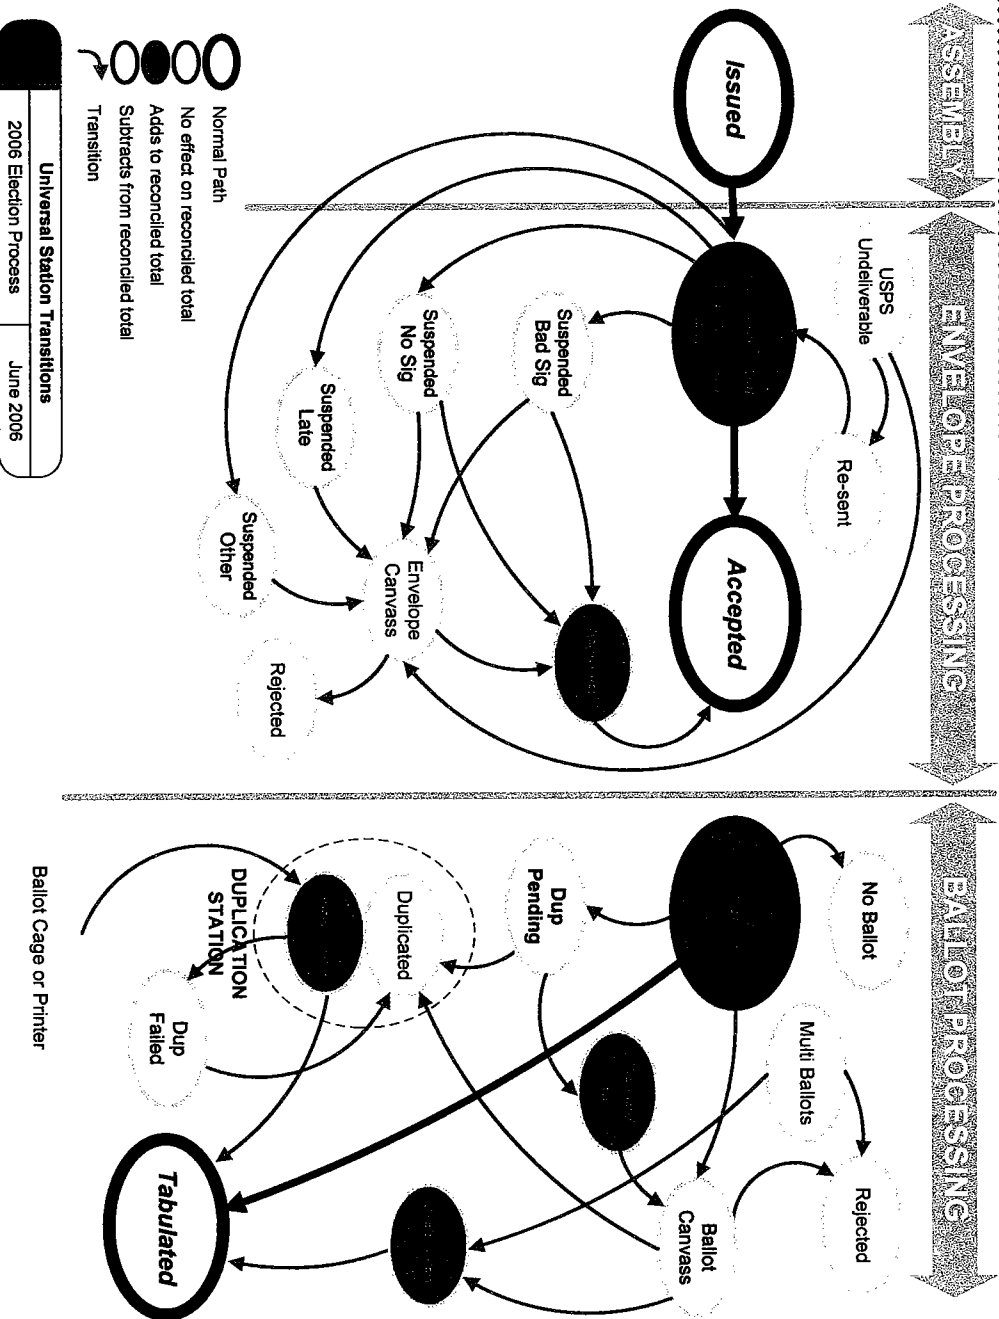 ASSEMBLY
ENVELOPE PROCESSING
BALLOT PROCESSING
Issued
USPS
Undeliverable
Re-sent
Accepted
Suspended
Bad Sig
Suspended
No Sig
Suspended
Late
Suspended
Other
Envelope
Canvass
Rejected
No Ballot
Multi Ballots
Rejected
Ballot
Canvass
Dup
Pending
Duplicated
DUPLICATION
STATION
Dup
Failed
Tabulated
Ballot Cage or Printer
Normal Path
No effect on reconciled total
Adds to reconciled total
Subtracts from reconciled total
Transition
Universal Station Transitions
2006 Election Process
June 2006